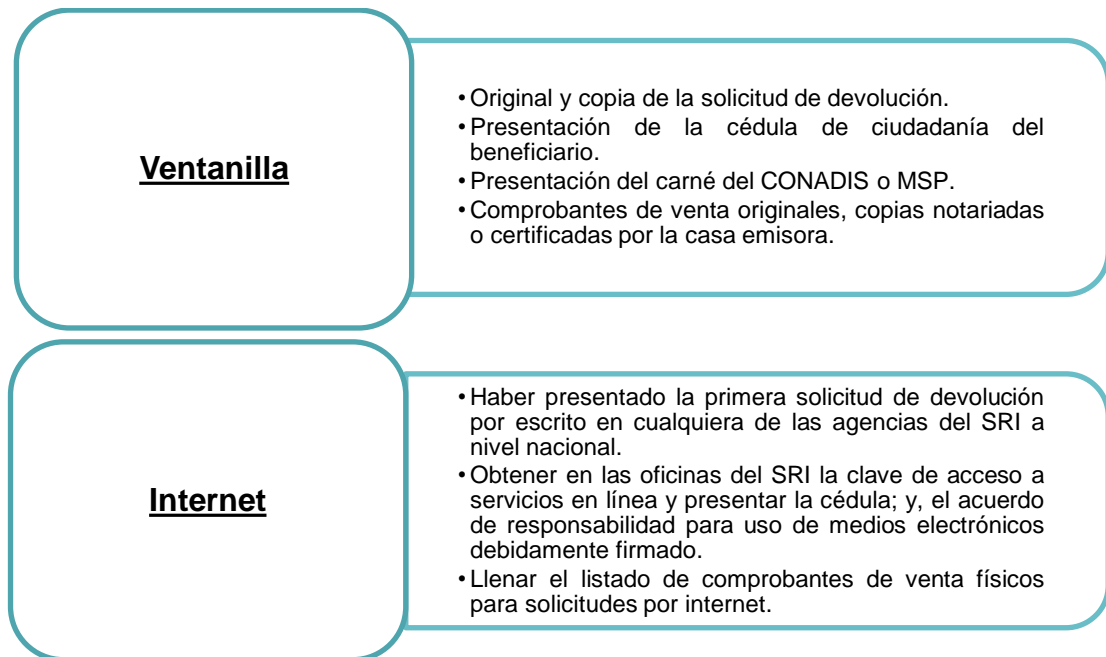 Ventanilla
• Original y copia de la solicitud de devolución.
• Presentación de la cédula de ciudadanía del
beneficiario.
• Presentación del carné del CONADIS o MSP.
• Comprobantes de venta originales, copias notariadas
o certificadas por la casa emisora.
Internet
• Haber presentado la primera solicitud de devolución
por escrito en cualquiera de las agencias del SRI a
nivel nacional.
• Obtener en las oficinas del SRI la clave de acceso a
servicios en línea y presentar la cédula; y, el acuerdo
de responsabilidad para uso de medios electrónicos
debidamente firmado.
• Llenar el listado de comprobantes de venta físicos
para solicitudes por internet.